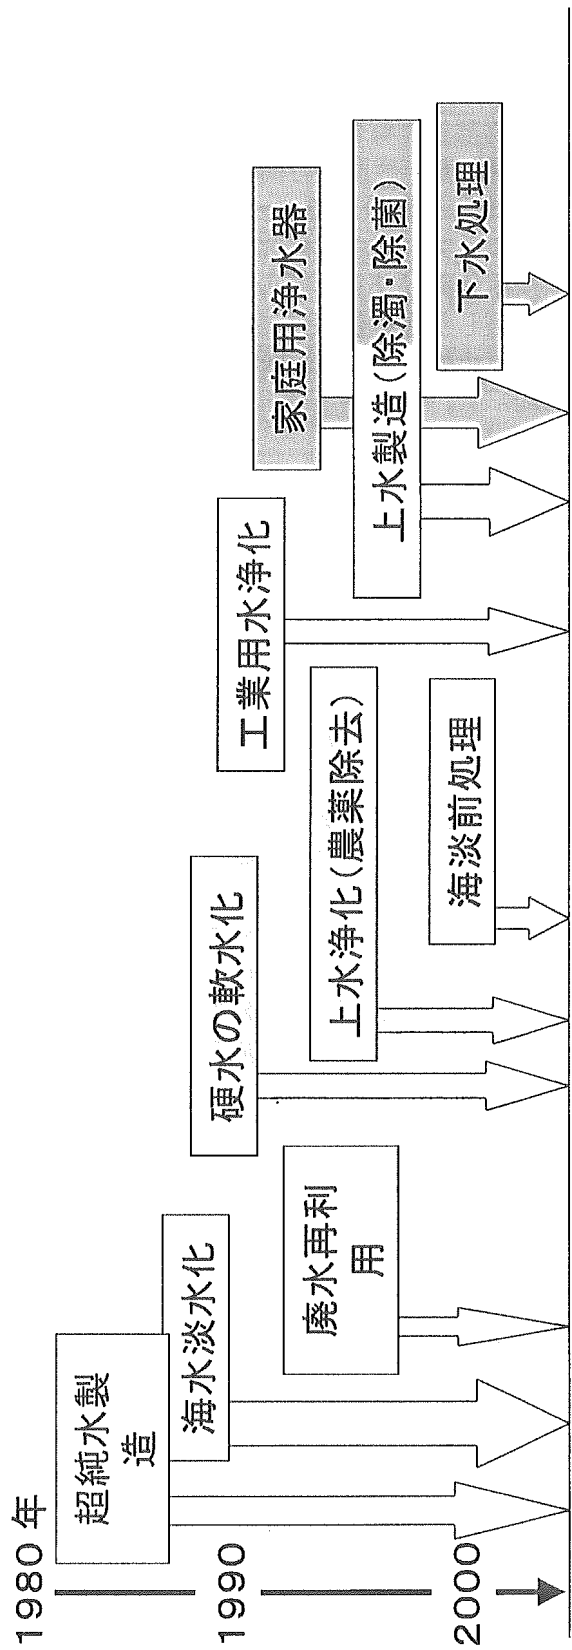 1980年
1990
2000
超純水製
造
海水淡水化
廃水再利
用
硬水の軟水化
上水浄化(農薬除去)
海淡前処理
工業用水浄化
家庭用浄水器
上水製造(除濁・除菌)
下水処理